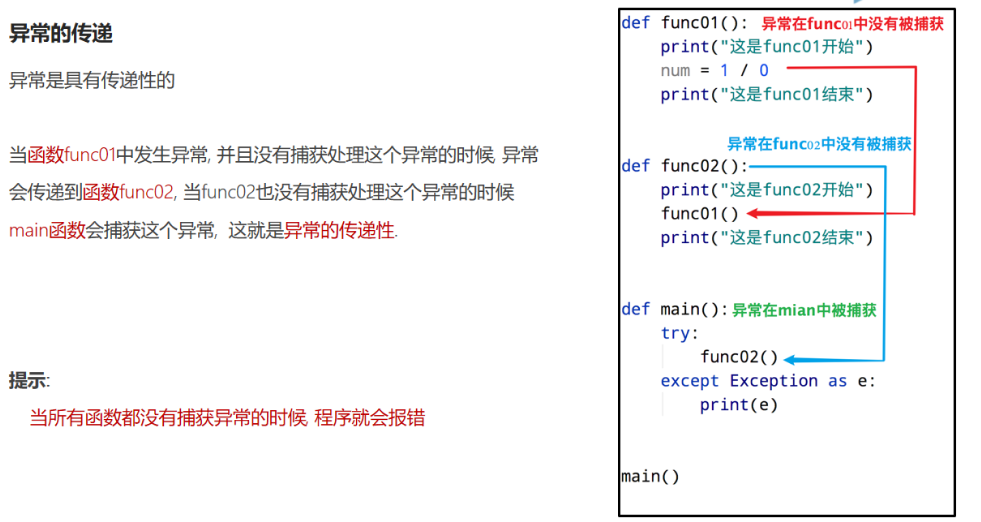 异常的传递
异常是具有传递性的
当函数func01中发生异常, 并且没有捕获处理这个异常的时候, 异常
会传递到函数func02, 当func02也没有捕获处理这个异常的时候
main函数会捕获这个异常, 这就是异常的传递性.
提示:
当所有函数都没有捕获异常的时候, 程序就会报错
def func01(): 异常在func01中没有被捕获
print("这是func01开始")
num = 1 / 0
print("这是func01结束")
异常在func02中没有被捕获
def func02():
print("这是func02开始")
func01()
print("这是func02结束")
def main(): 异常在mian中被捕获
try:
func02()
except Exception as e:
print(e)
main()